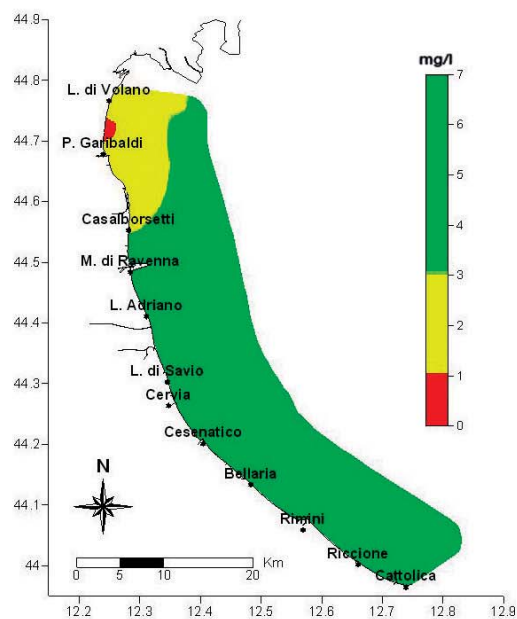 44.9
mg/l
44.8
7
L. di Volano
6
44.7
P. Garibaldi
5
44.6
4
Casalborsetti
44.5
M. di Ravenna
3
L. Adriano
44.4
2
L. di Savio
44.3
1
Cervia
0
Cesenatico
44.2
Bellaria
N
44.1
Rimini
44
Riccione
Km
0 5 10 20
Cattolica
12.2 12.3 12.4 12.5 12.6 12.7 12.8 12.9